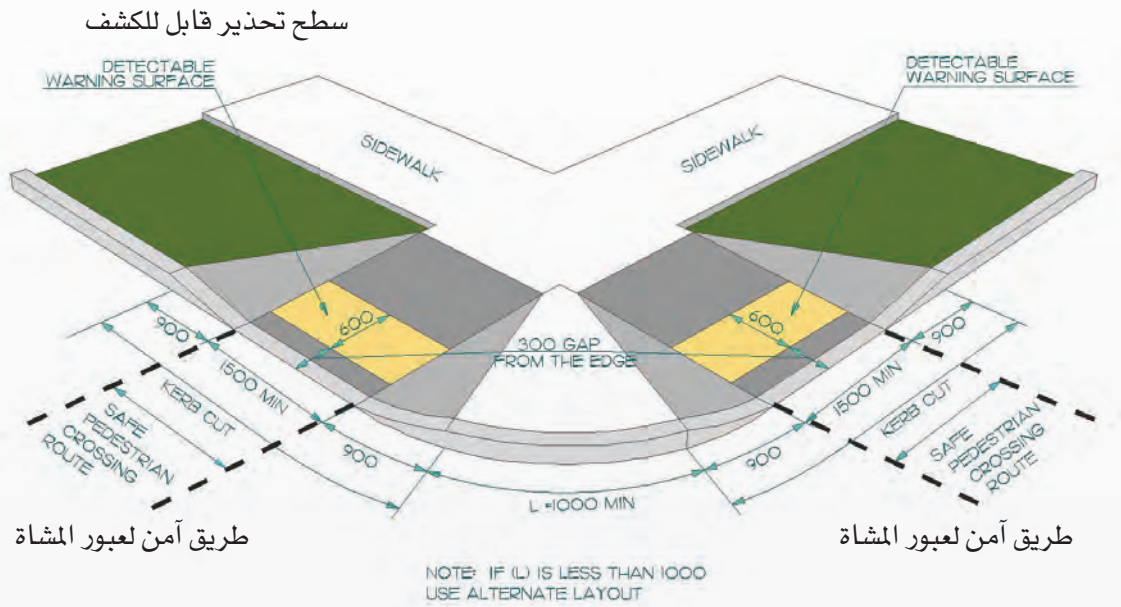 سطح تحذير قابل للكشف
DETECTABLE
WARNING SURFACE
DETECTABLE
WARNING SURFACE
SIDEWALK
SIDEWALK
600
600
300 GAP
FROM THE EDGE
900
1500 MIN
KERB CUT
900
SAFE
PEDESTRIAN
CROSSING
ROUTE
900
1500 MIN
KERB CUT
900
SAFE
PEDESTRIAN
CROSSING
ROUTE
L =1000 MIN
طريق آمن لعبور المشاة
طريق آمن لعبور المشاة
NOTE: IF (L) IS LESS THAN 1000
USE ALTERNATE LAYOUT